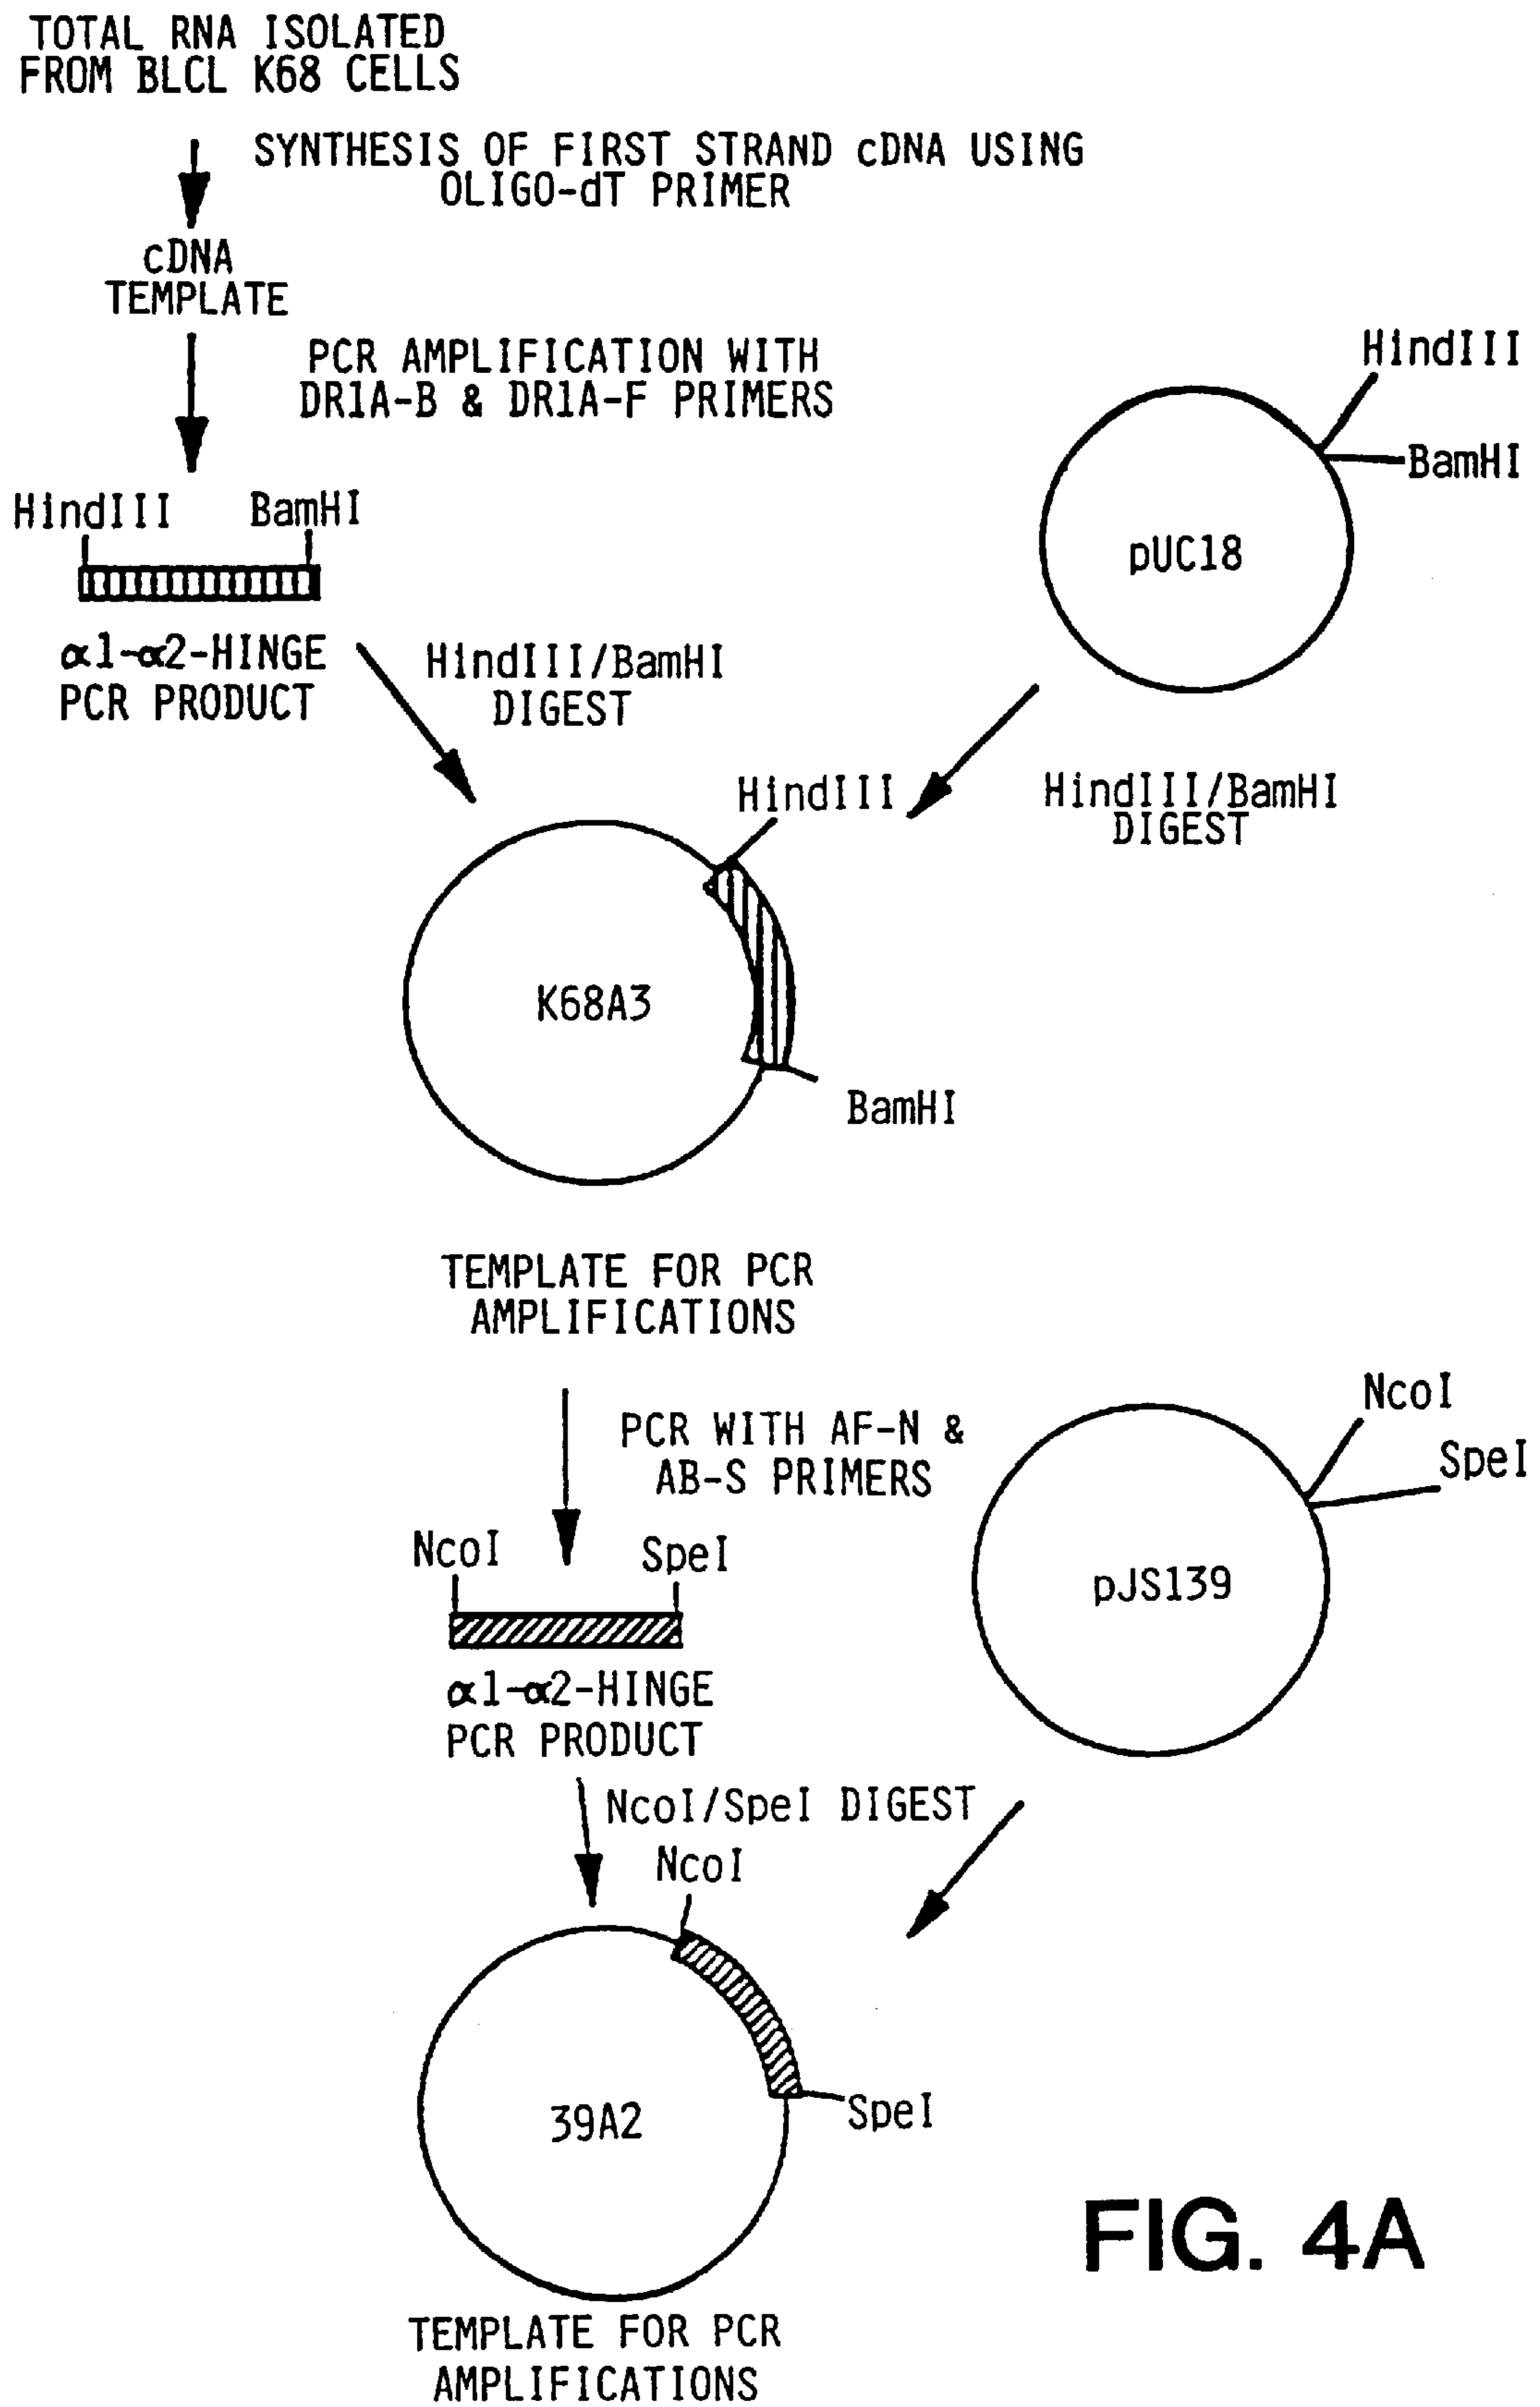 TOTAL RNA ISOLATED
FROM BLCL K68 CELLS
SYNTHESIS OF FIRST STRAND cDNA USING
OLIGO-dT PRIMER
cDNA
TEMPLATE
PCR AMPLIFICATION WITH
DR1A-B & DR1A-F PRIMERS
HindIII
BamHI
pUC18
HindIII BamHI
α1-α2-HINGE
PCR PRODUCT
HindIII/BamHI
DIGEST
HindIII/BamHI
DIGEST
HindIII
K68A3
BamHI
TEMPLATE FOR PCR
AMPLIFICATIONS
PCR WITH AF-N &
AB-S PRIMERS
NcoI
SpeI
pJS139
NcoI SpeI
α1-α2-HINGE
PCR PRODUCT
NcoI/SpeI DIGEST
NcoI
39A2
SpeI
FIG. 4A
TEMPLATE FOR PCR
AMPLIFICATIONS